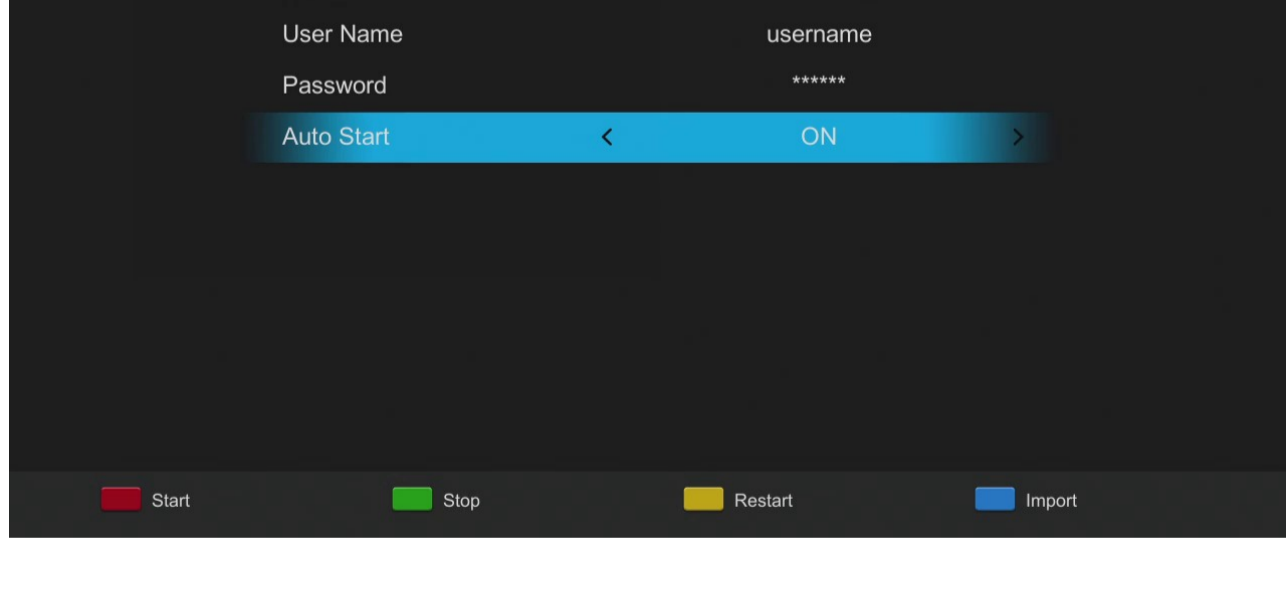 User Name username
Password ******
Auto Start < ON >
Start Stop Restart Import